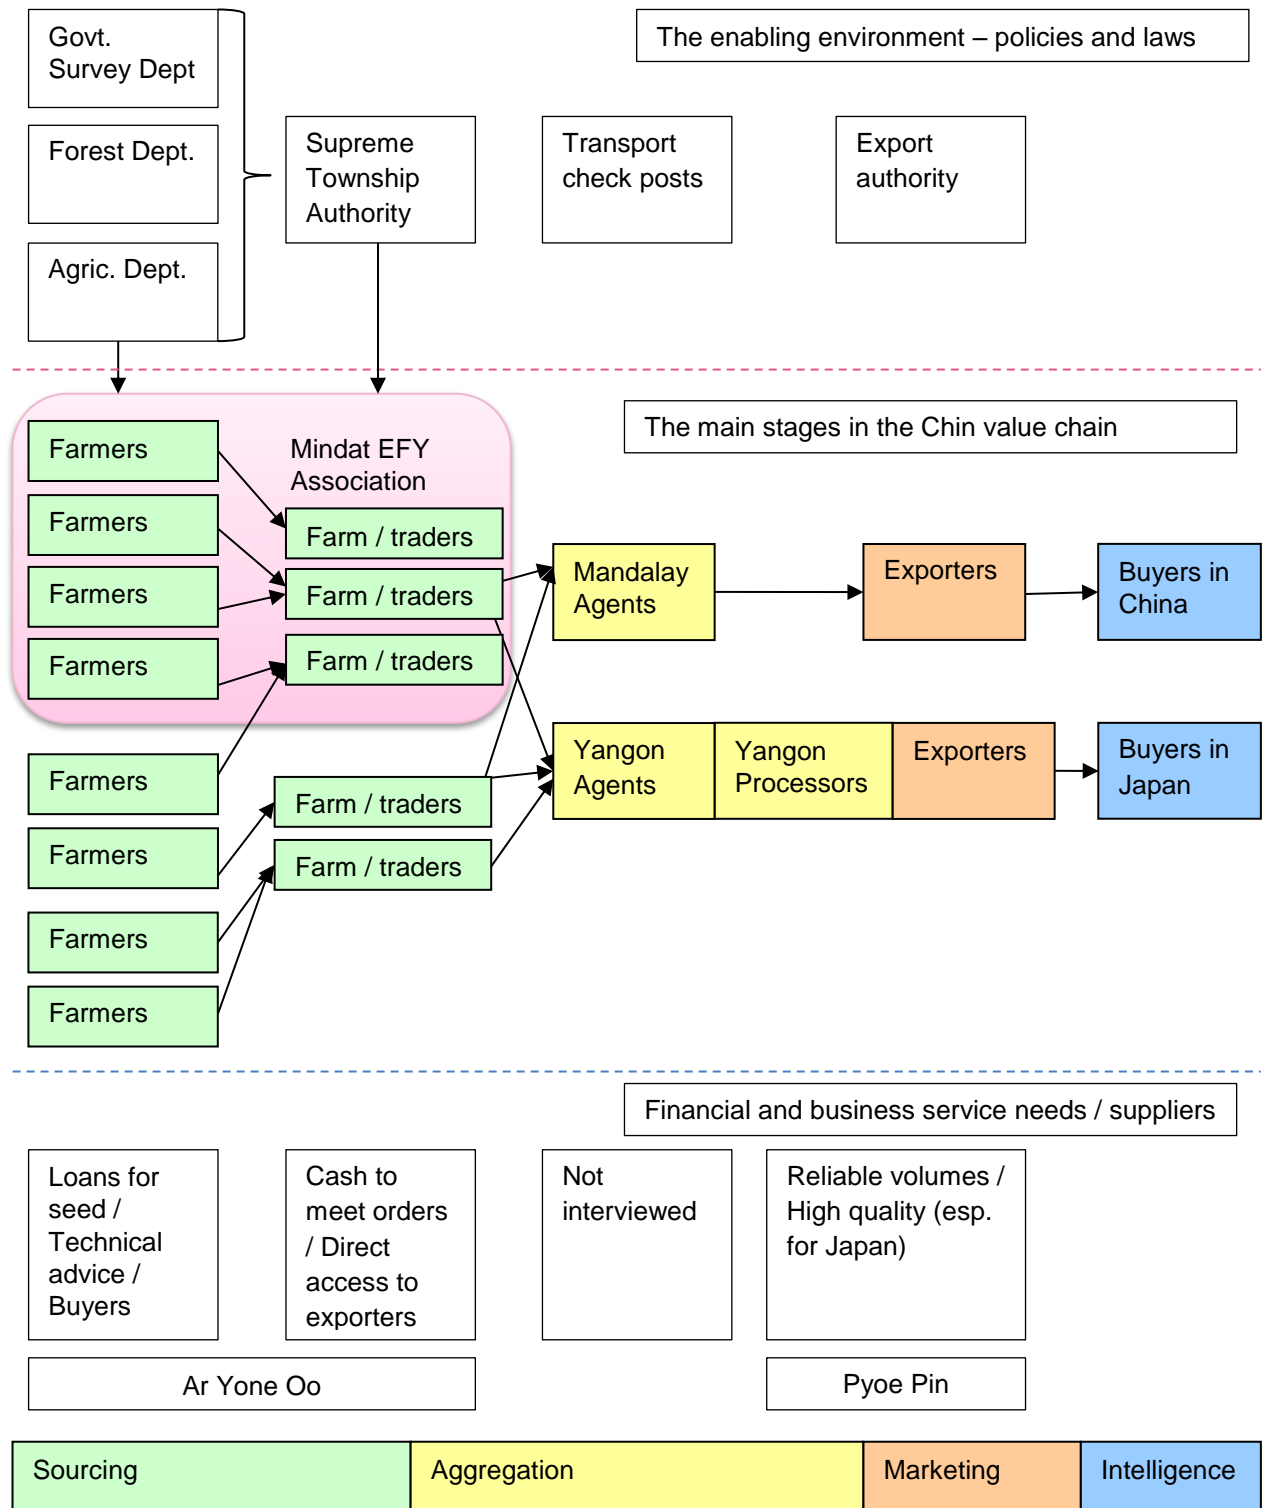 Govt.
Survey Dept
The enabling environment – policies and laws
Forest Dept.
Supreme
Township
Authority
Transport
check posts
Export
authority
Agric. Dept.
The main stages in the Chin value chain
Mindat EFY
Association
Farmers
Farmers
Farmers
Farmers
Farm / traders
Farm / traders
Farm / traders
Mandalay
Agents
Exporters
Buyers in
China
Farmers
Farmers
Farmers
Farmers
Farm / traders
Farm / traders
Yangon
Agents
Yangon
Processors
Exporters
Buyers in
Japan
Financial and business service needs / suppliers
Loans for
seed /
Technical
advice /
Buyers
Cash to
meet orders
/ Direct
access to
exporters
Not
interviewed
Reliable volumes /
High quality (esp.
for Japan)
Ar Yone Oo
Pyoe Pin
Sourcing
Aggregation
Marketing
Intelligence